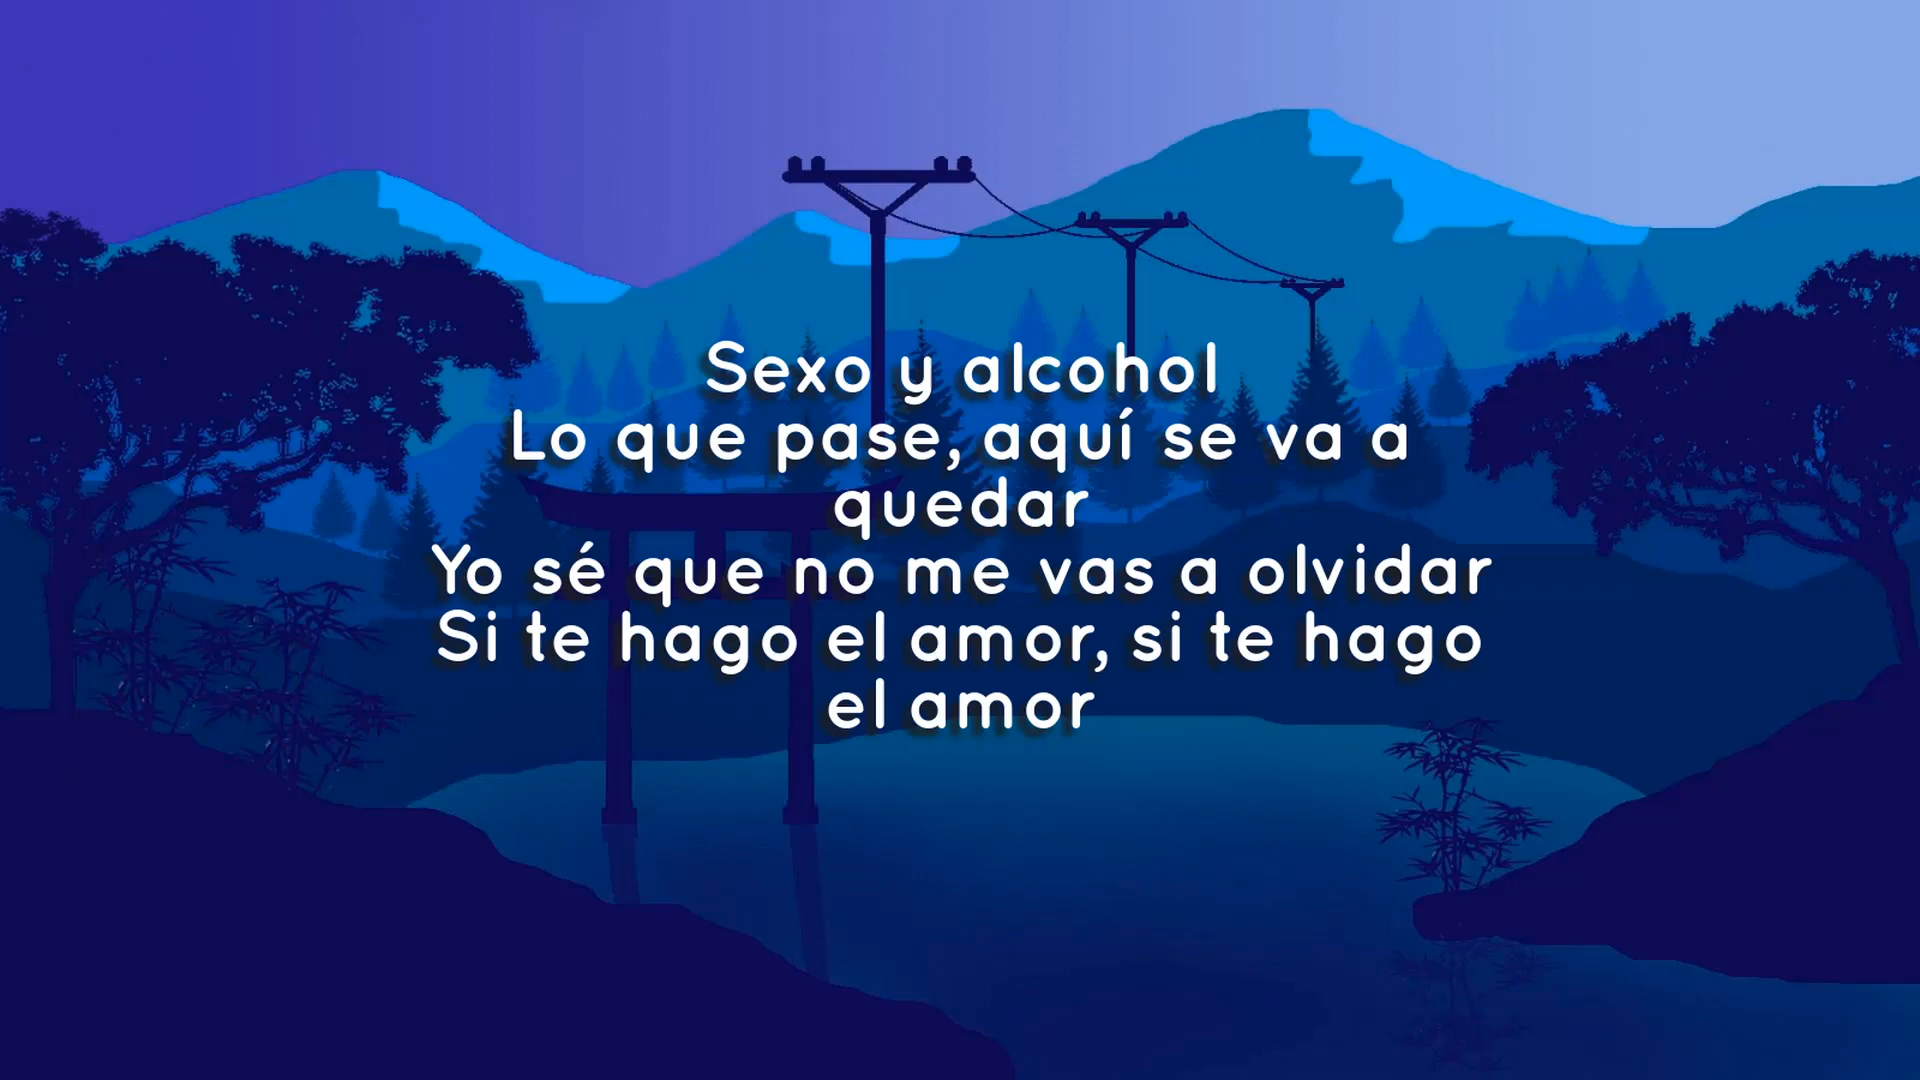 Sexo y alcohol
Lo que pase, aquí se va a
quedar
Yo sé que no me vas a olvidar
Si te hago el amor, si te hago
el amor